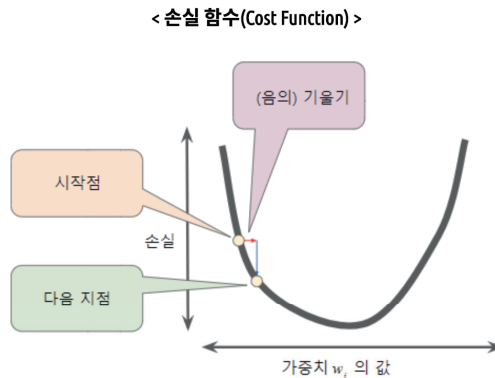 < 손실 함수(Cost Function) >
(음의) 기울기
시작점
손실
다음 지점
가중치 wᵢ 의 값